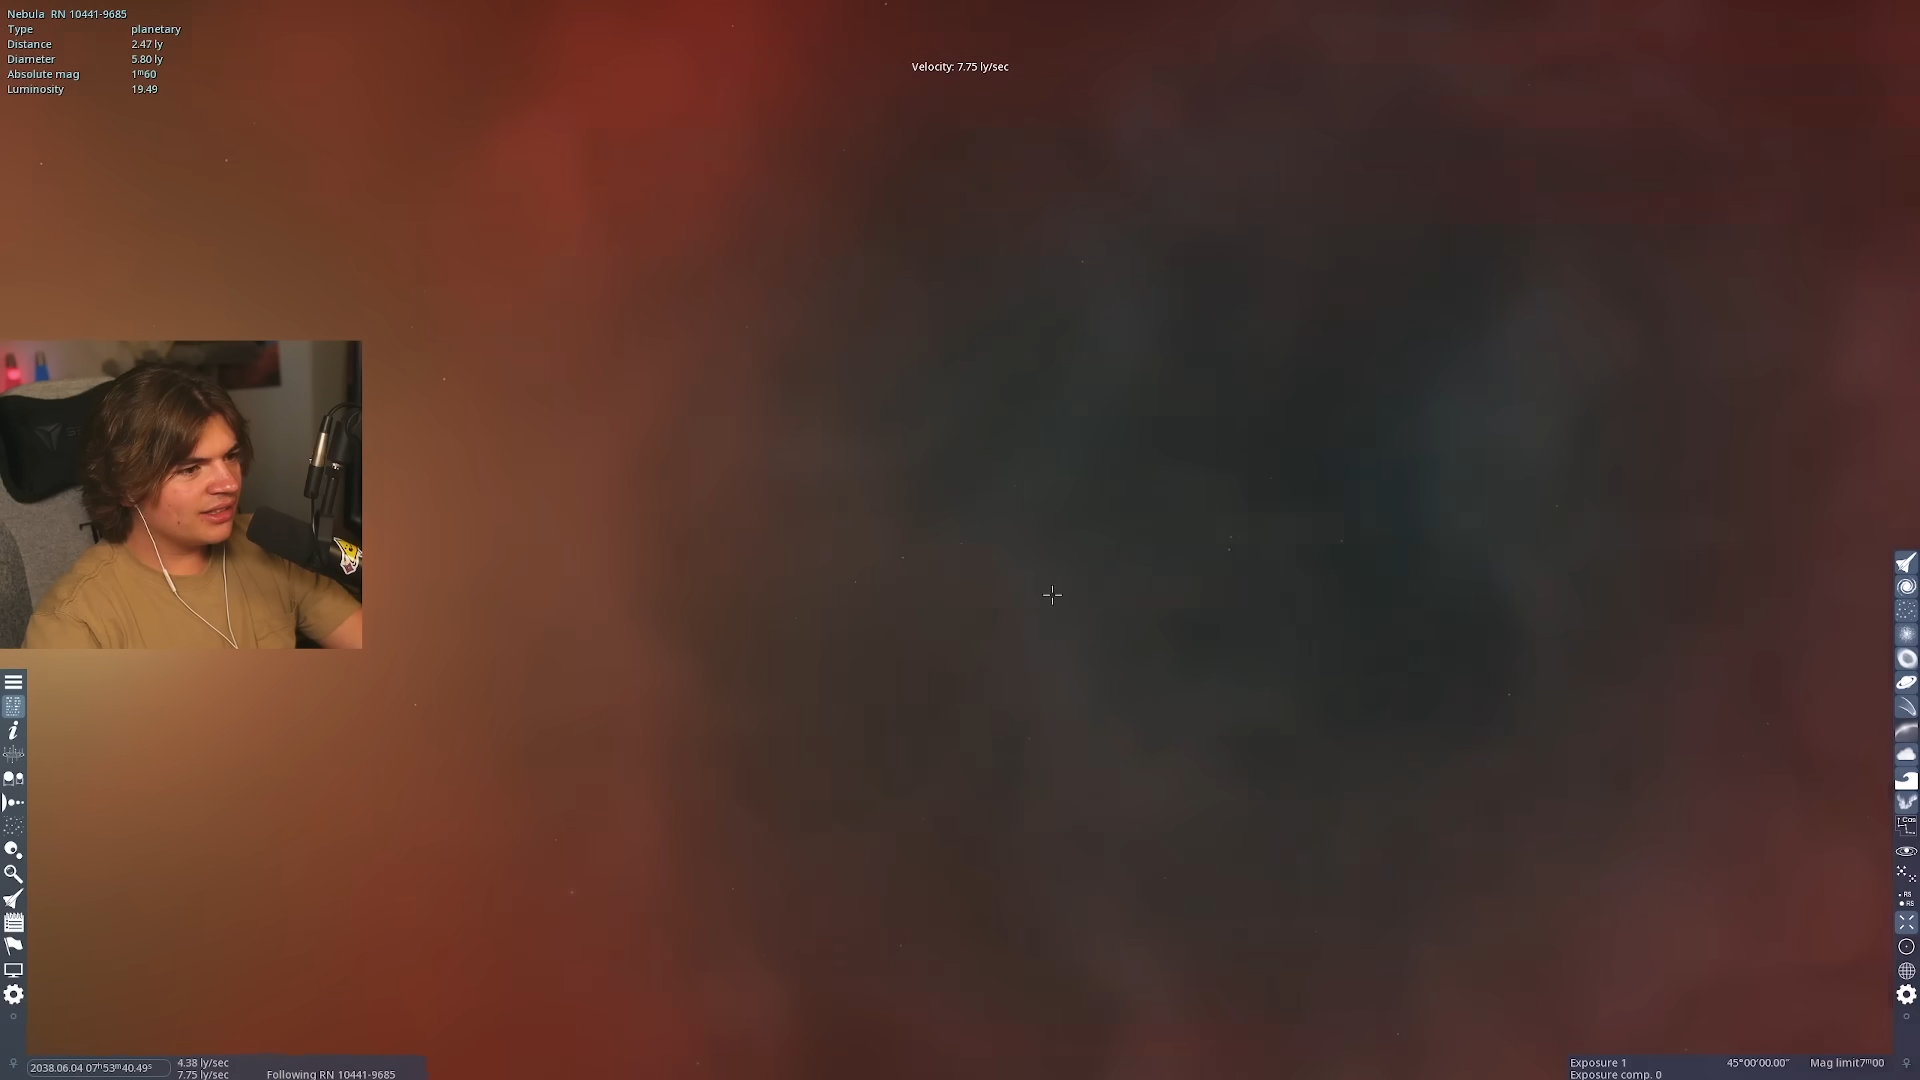 Nebula RN 10441-9685
Type planetary
Distance 2.47 ly
Diameter 5.80 ly
Absolute mag 1ᵐ60
Luminosity 19.49
Velocity: 7.75 ly/sec
RS
RS
2038.06.04 07ʰ53ᵐ40.49ˢ
4.38 ly/sec
7.75 ly/sec
Following RN 10441-9685
Exposure 1
Exposure comp. 0
45°00'00.00"
Mag limit7ᵐ00